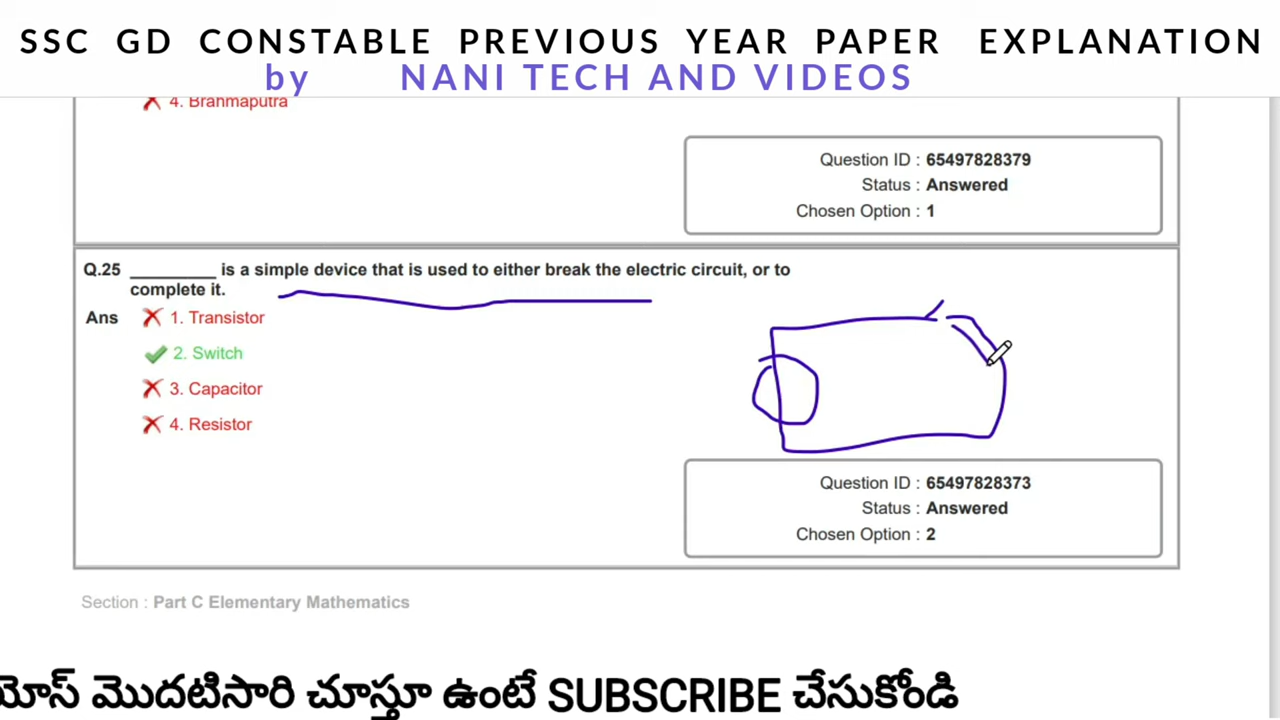 SSC GD CONSTABLE PREVIOUS YEAR PAPER EXPLANATION
by NANI TECH AND VIDEOS
4. Brahmaputra
Question ID : 65497828379
Status : Answered
Chosen Option : 1
Q.25 _________ is a simple device that is used to either break the electric circuit, or to
complete it.
Ans 1. Transistor
2. Switch
3. Capacitor
4. Resistor
Question ID : 65497828373
Status : Answered
Chosen Option : 2
Section : Part C Elementary Mathematics
మొదటిసారి చూస్తూ ఉంటే SUBSCRIBE చేసుకోండి